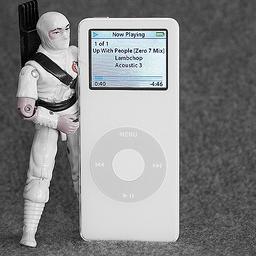 Now Playing
1 of 1
Up With People [Zero 7 Mix]
Lambchop
Acoustic 3
0:40 -4:46
MENU